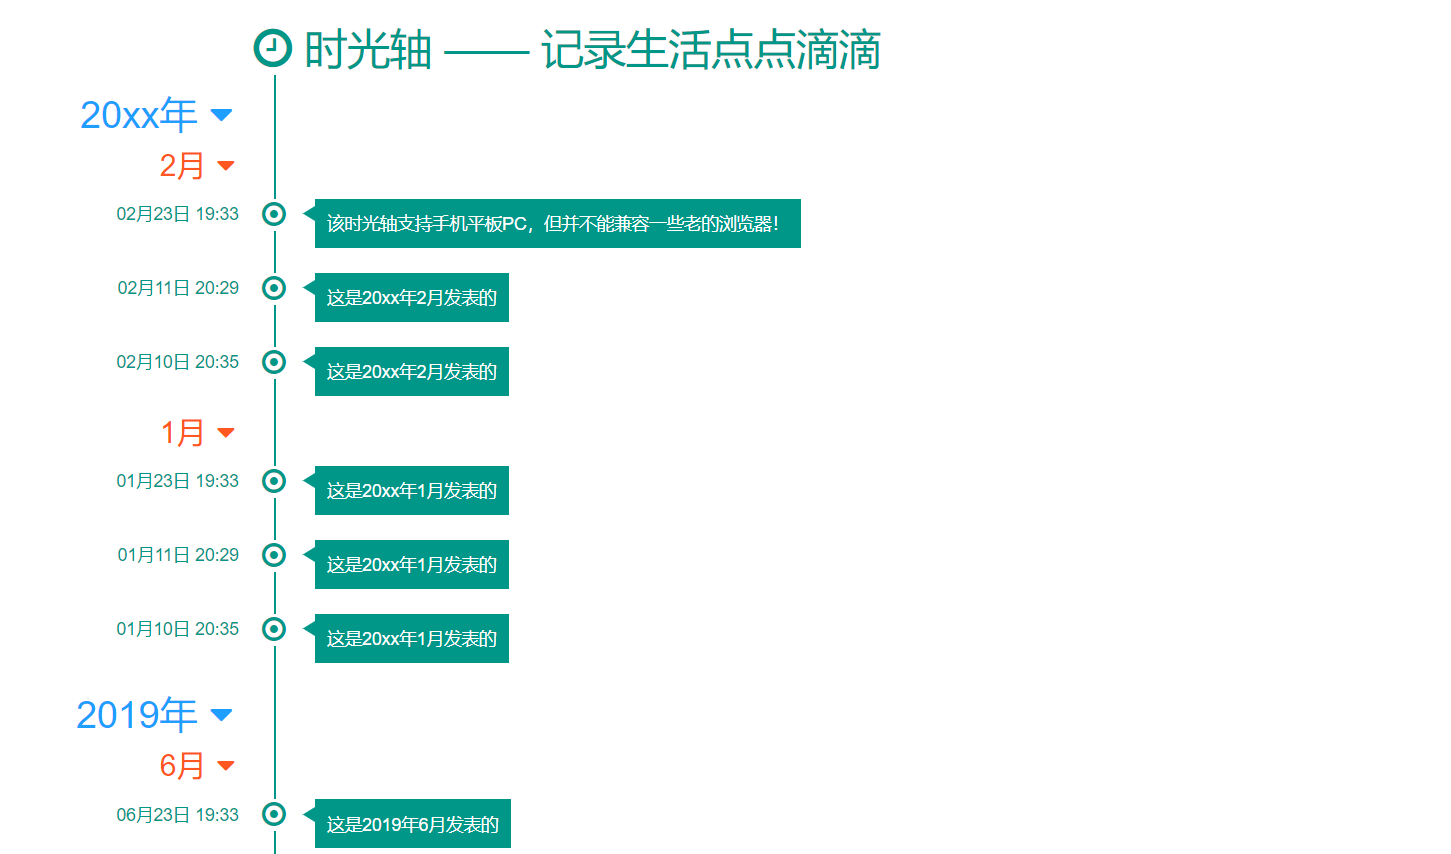 时光轴 —— 记录生活点点滴滴
20xx年
2月
02月23日 19:33
该时光轴支持手机平板PC，但并不能兼容一些老的浏览器！
02月11日 20:29
这是20xx年2月发表的
02月10日 20:35
这是20xx年2月发表的
1月
01月23日 19:33
这是20xx年1月发表的
01月11日 20:29
这是20xx年1月发表的
01月10日 20:35
这是20xx年1月发表的
2019年
6月
06月23日 19:33
这是2019年6月发表的